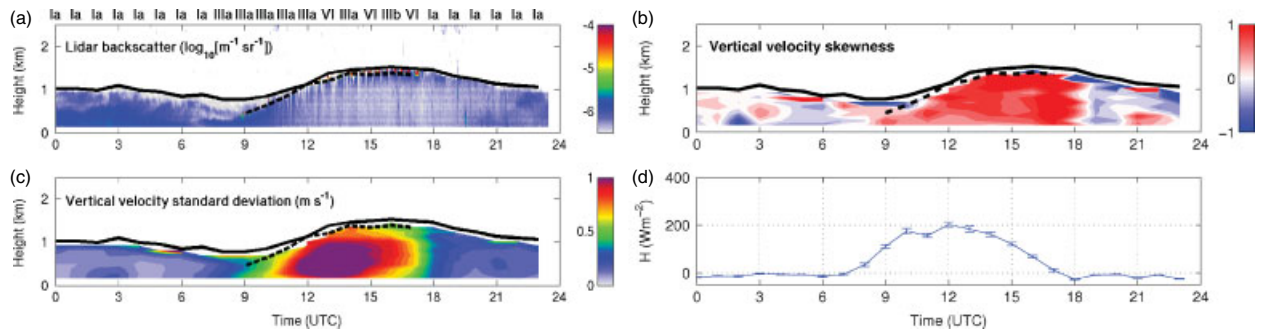 (a)
Ia Ia Ia Ia Ia Ia Ia Ia IIIa IIIa IIIa IIIa IIIa VI IIIa VI IIIb VI Ia Ia Ia Ia Ia Ia
Lidar backscatter (log₁₀[m⁻¹ sr⁻¹)
Height (km)
2
1
0
0 3 6 9 12 15 18 21 24
-4
-5
-6
(b)
Vertical velocity skewness
Height (km)
2
1
0
0 3 6 9 12 15 18 21 24
1
0
-1
(c)
Vertical velocity standard deviation (m s⁻¹)
Height (km)
2
1
0
0 3 6 9 12 15 18 21 24
Time (UTC)
1
0.5
0
(d)
H (Wm⁻²)
400
200
0
0 3 6 9 12 15 18 21 24
Time (UTC)